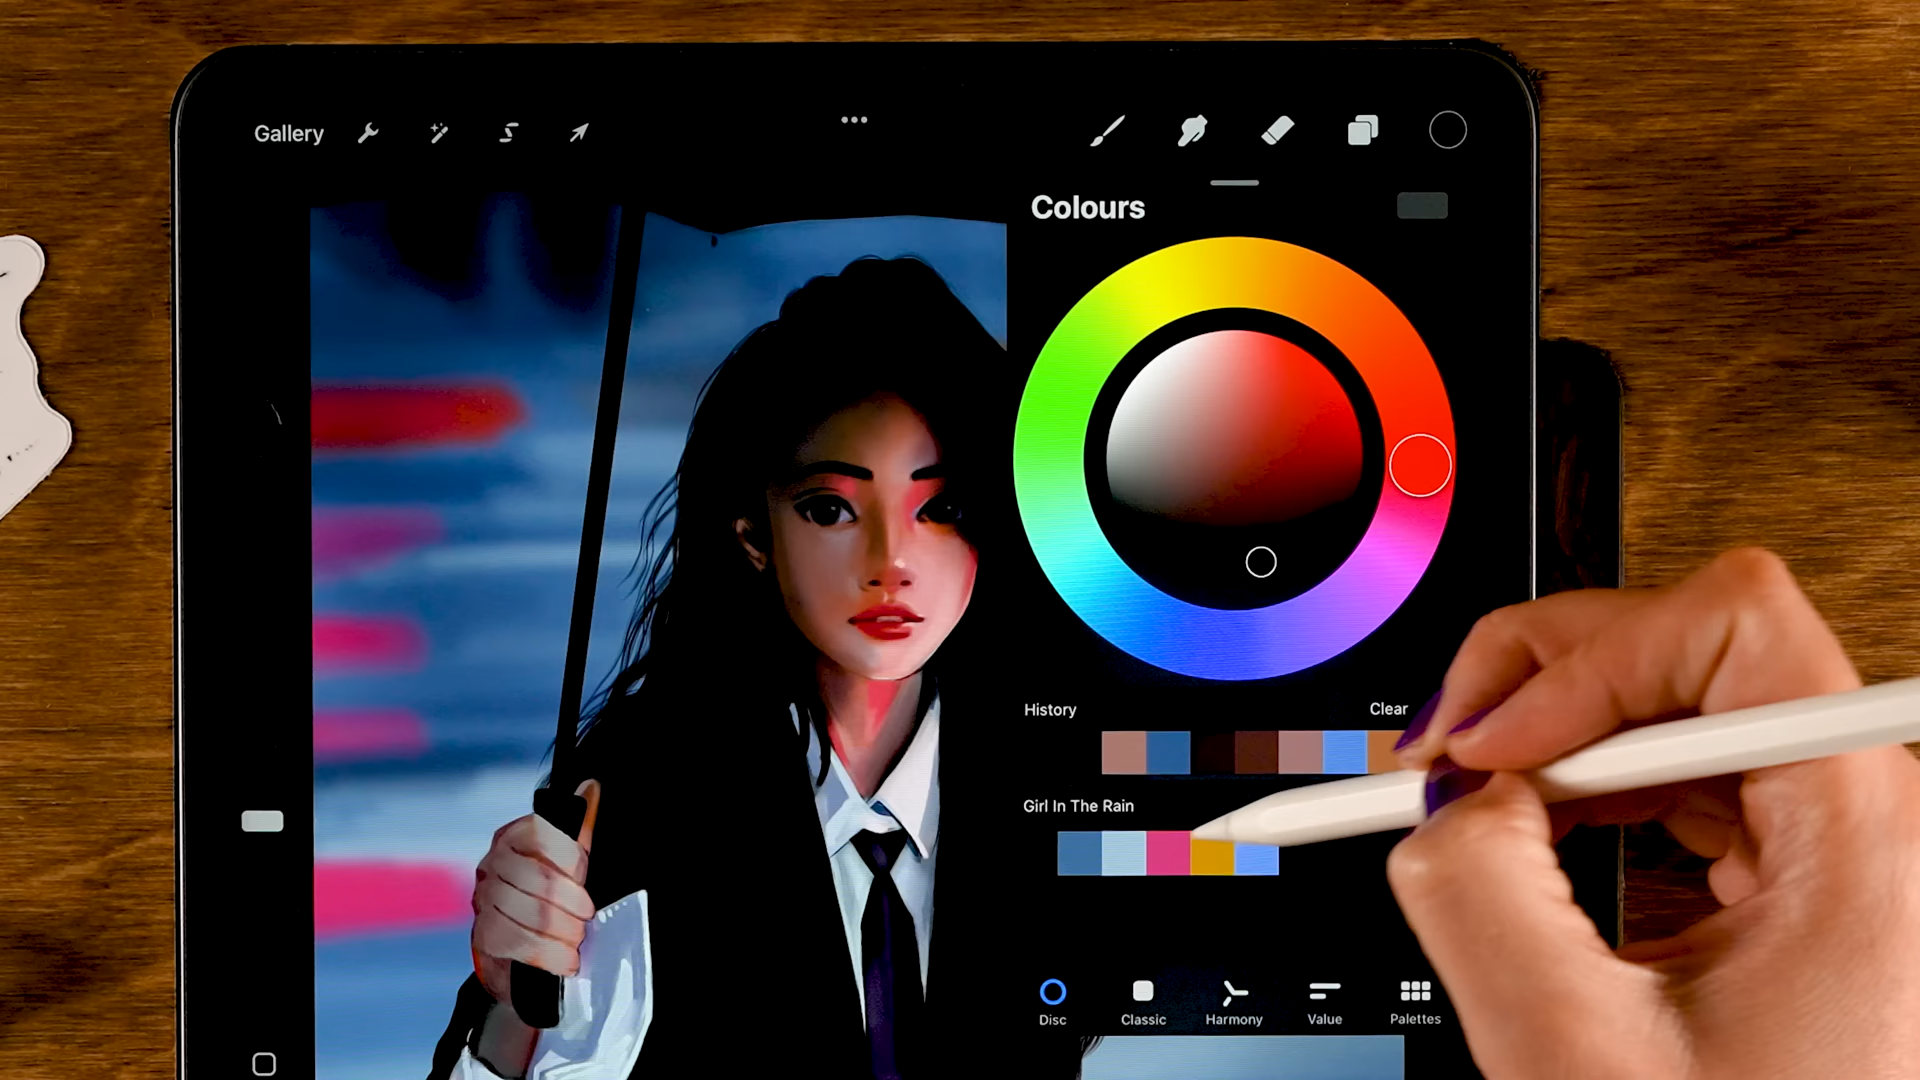 Gallery
Colours
History
Clear
Girl In The Rain
Disc
Classic
Harmony
Value
Palettes